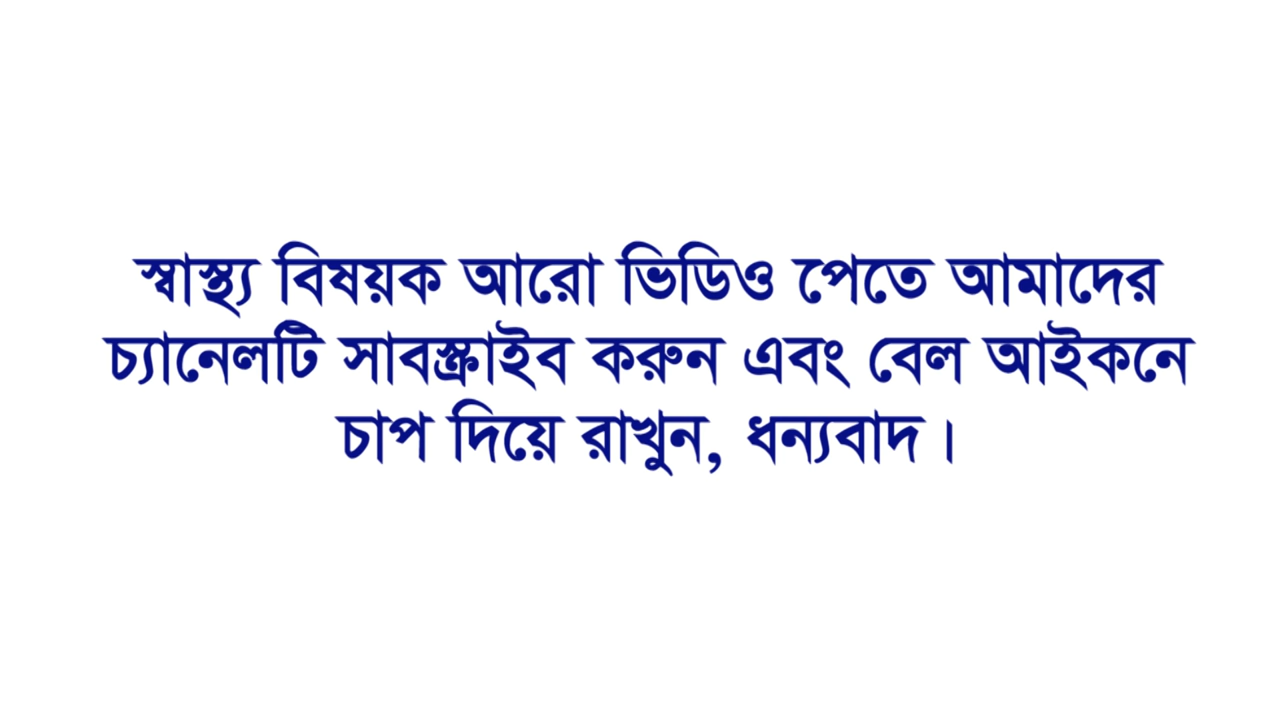 স্বাস্থ্য বিষয়ক আরো ভিডিও পেতে আমাদের
চ্যানেলটি সাবস্ক্রাইব করুন এবং বেল আইকনে
চাপ দিয়ে রাখুন, ধন্যবাদ।